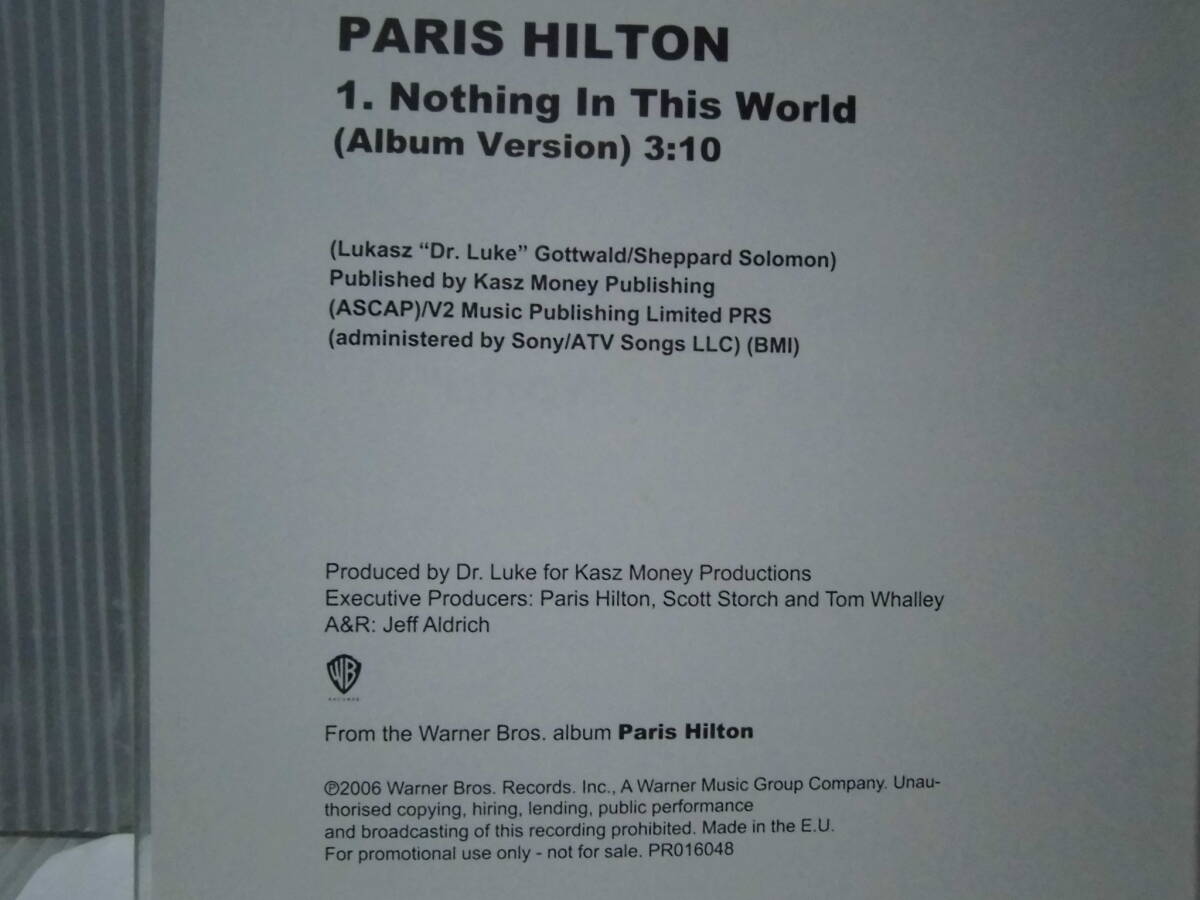 PARIS HILTON
1. Nothing In This World
(Album Version) 3:10
(Lukasz “Dr. Luke” Gottwald/Sheppard Solomon)
Published by Kasz Money Publishing
(ASCAP)/V2 Music Publishing Limited PRS
(administered by Sony/ATV Songs LLC) (BMI)
Produced by Dr. Luke for Kasz Money Productions
Executive Producers: Paris Hilton, Scott Storch and Tom Whalley
A&R: Jeff Aldrich
WB
RECORDS
From the Warner Bros. album Paris Hilton
℗2006 Warner Bros. Records. Inc., A Warner Music Group Company. Unau-
thorised copying, hiring, lending, public performance
and broadcasting of this recording prohibited. Made in the E.U.
For promotional use only - not for sale. PR016048